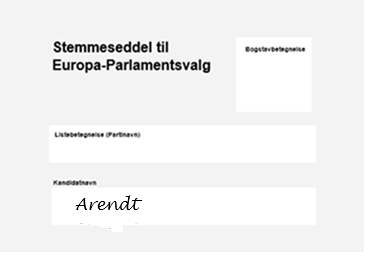 Stemmeseddel til
Europa-Parlamentsvalg
Bogstavbetegnelse
Listebetegnelse (Partinavn)
Kandidatnavn
Arendt